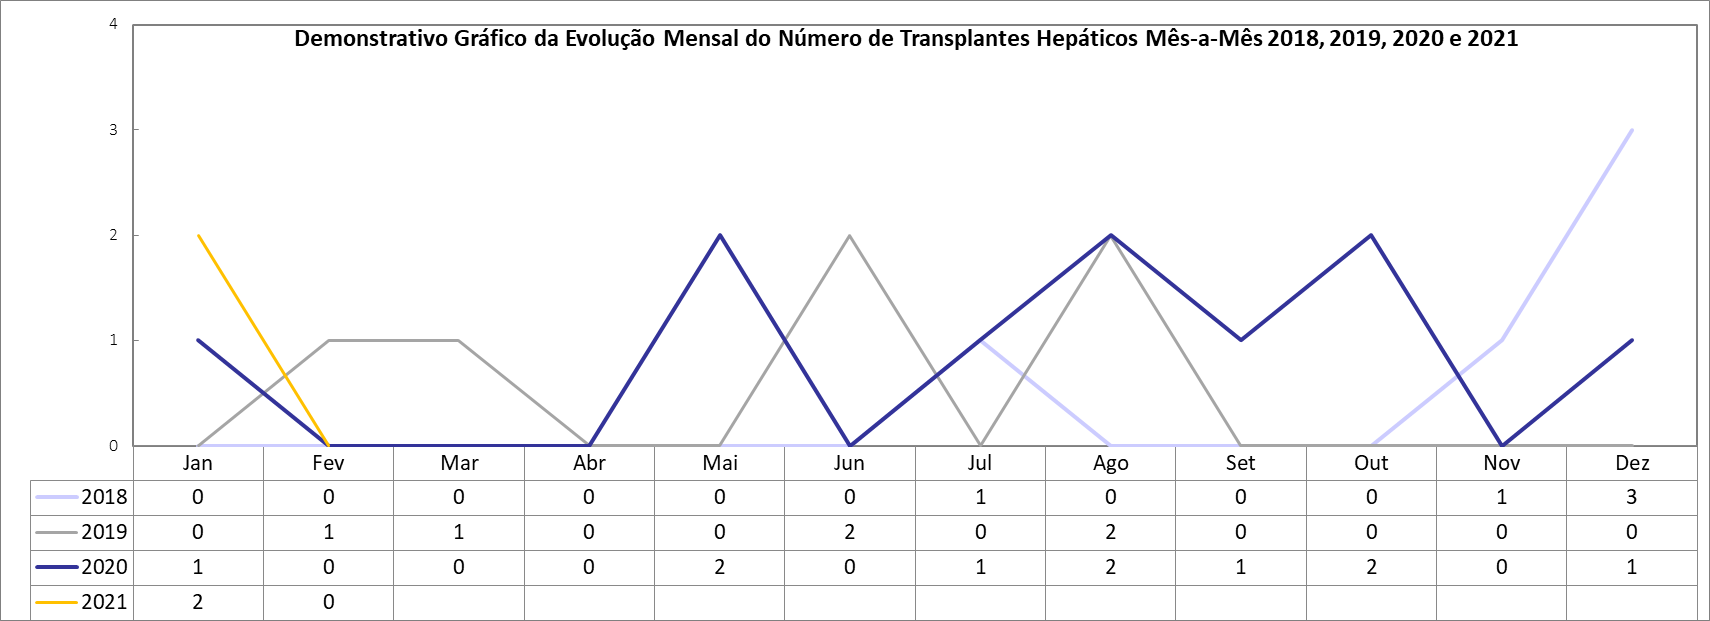 Demonstrativo Gráfico da Evolução Mensal do Número de Transplantes Hepáticos Mês-a-Mês 2018, 2019, 2020 e 2021
4
3
2
1
0
Jan Fev Mar Abr Mai Jun Jul Ago Set Out Nov Dez
2018 0 0 0 0 0 0 1 0 0 0 1 3
2019 0 1 1 0 0 2 0 2 0 0 0 0
2020 1 0 0 0 2 0 1 2 1 2 0 1
2021 2 0